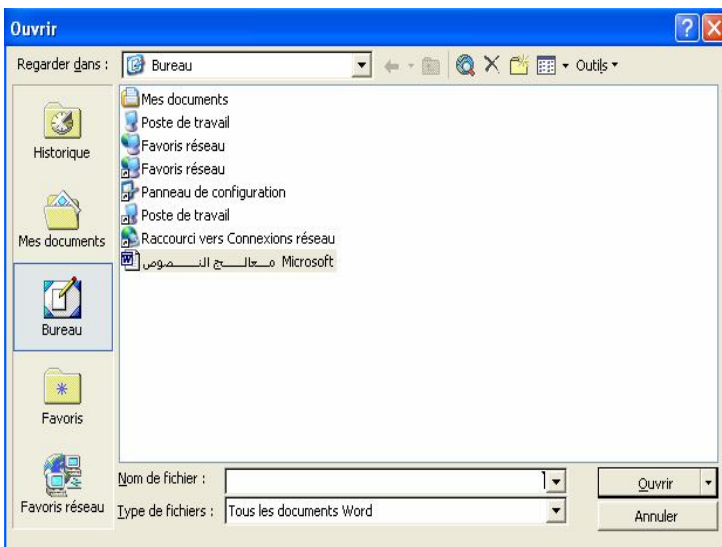 Ouvrir
Regarder dans : Bureau Outils
Historique
Mes documents
Bureau
Favoris
Favoris réseau
Mes documents
Poste de travail
Favoris réseau
Favoris réseau
Panneau de configuration
Poste de travail
Raccourci vers Connexions réseau
معالج النصوص Microsoft
Nom de fichier :
Ouvrir
Type de fichiers : Tous les documents Word
Annuler